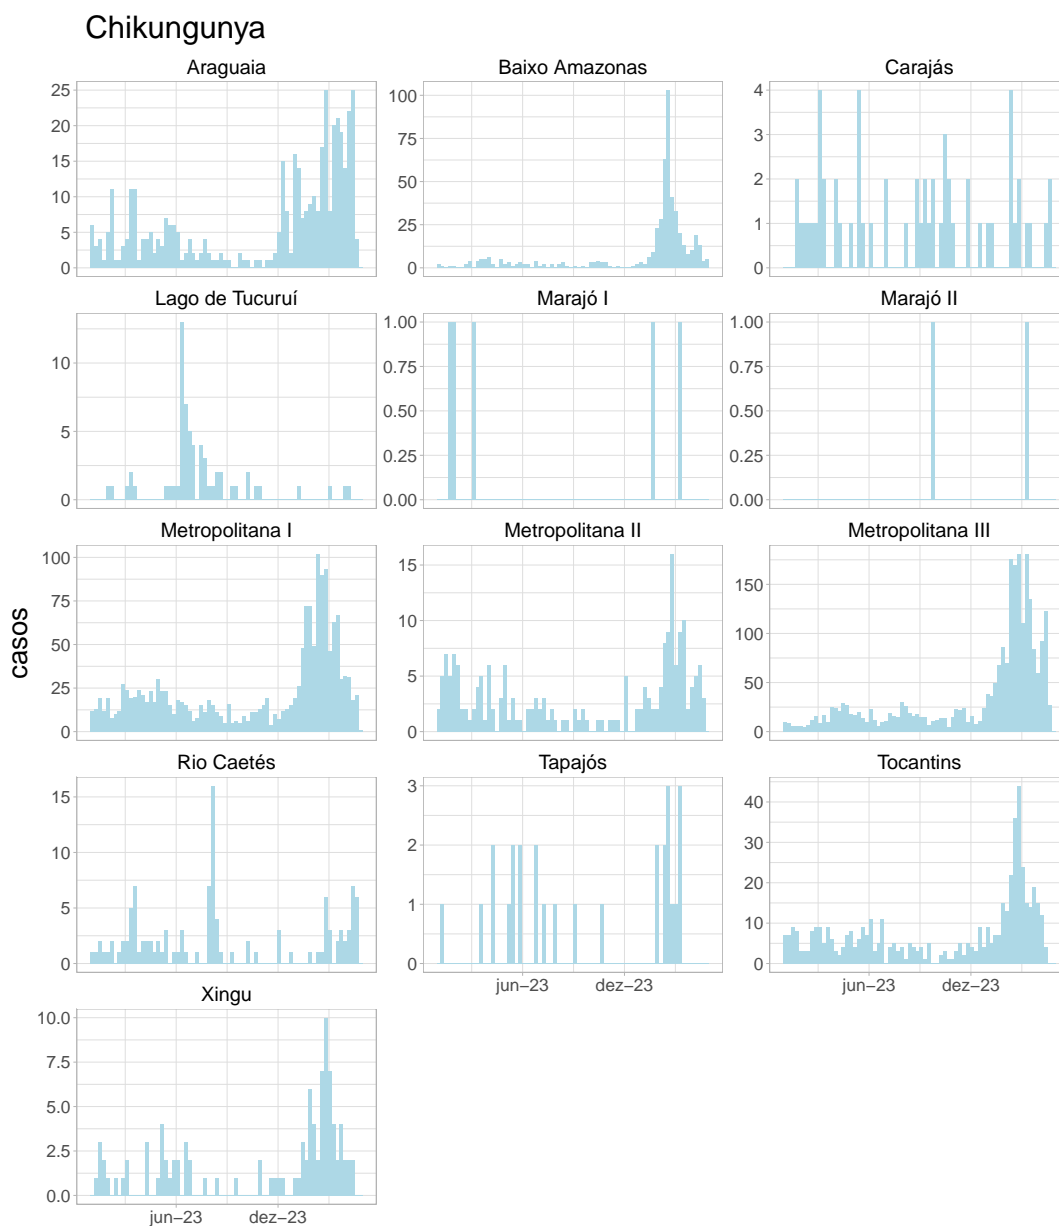 Chikungunya
Araguaia
Baixo Amazonas
Carajás
25
20
15
10
5
0
100
75
50
25
0
4
3
2
1
0
Lago de Tucuruí
Marajó I
Marajó II
10
5
0
1.00
0.75
0.50
0.25
0.00
1.00
0.75
0.50
0.25
0.00
Metropolitana I
Metropolitana II
Metropolitana III
casos
100
75
50
25
0
15
10
5
0
150
100
50
0
Rio Caetés
Tapajós
Tocantins
15
10
5
0
3
2
1
0
40
30
20
10
0
jun−23
dez−23
jun−23
dez−23
Xingu
10.0
7.5
5.0
2.5
0.0
jun−23
dez−23